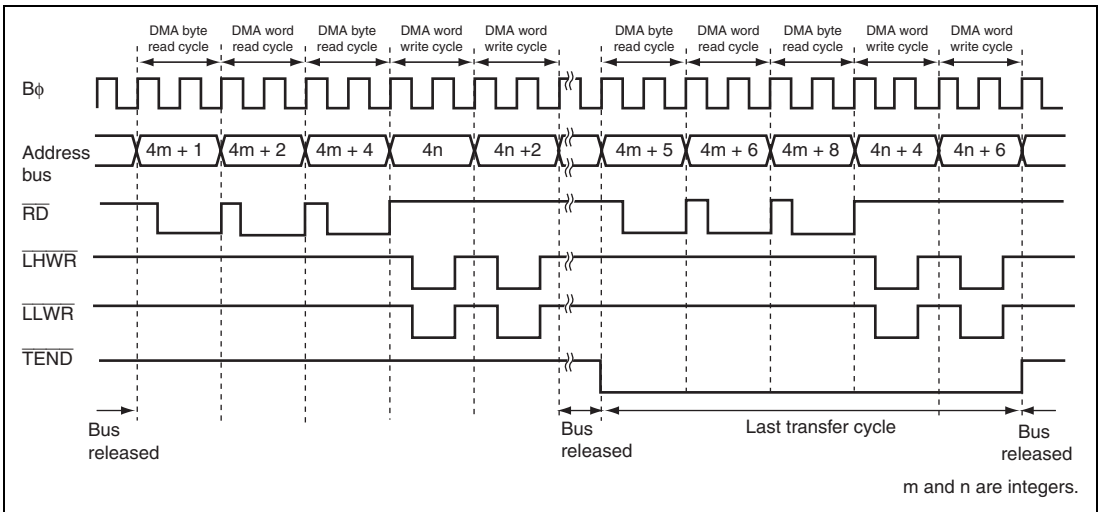 DMA byte read cycle
DMA word read cycle
DMA byte read cycle
DMA word write cycle
DMA word write cycle
DMA byte read cycle
DMA word read cycle
DMA byte read cycle
DMA word write cycle
DMA word write cycle
Bϕ
Address bus
4m + 1
4m + 2
4m + 4
4n
4n +2
4m + 5
4m + 6
4m + 8
4n + 4
4n + 6
RD
LHWR
LLWR
TEND
Bus released
Bus released
Last transfer cycle
Bus released
m and n are integers.